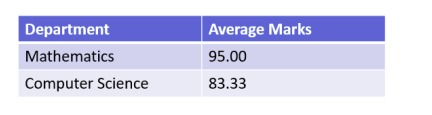 Department Average Marks
Mathematics 95.00
Computer Science 83.33